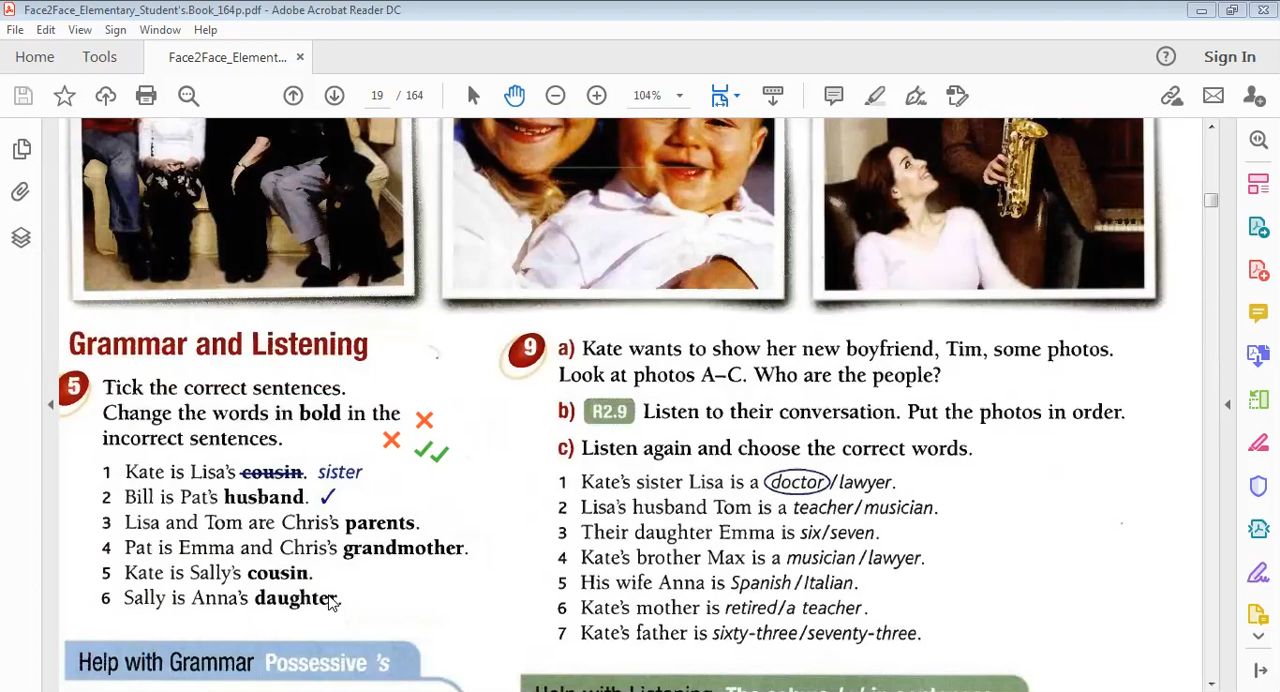 Face2Face_Elementary_Student's.Book_164p.pdf - Adobe Acrobat Reader DC
File Edit View Sign Window Help
Home Tools Face2Face_Element... × ? Sign In
19 / 164 104%
Grammar and Listening
5 Tick the correct sentences.
Change the words in bold in the
incorrect sentences.
1 Kate is Lisa's cousin. sister
2 Bill is Pat's husband. ✓
3 Lisa and Tom are Chris's parents.
4 Pat is Emma and Chris's grandmother.
5 Kate is Sally's cousin.
6 Sally is Anna's daughter.
Help with Grammar Possessive 's
9 a) Kate wants to show her new boyfriend, Tim, some photos.
Look at photos A–C. Who are the people?
b) R2.9 Listen to their conversation. Put the photos in order.
c) Listen again and choose the correct words.
1 Kate's sister Lisa is a doctor/lawyer.
2 Lisa's husband Tom is a teacher/musician.
3 Their daughter Emma is six/seven.
4 Kate's brother Max is a musician/lawyer.
5 His wife Anna is Spanish/Italian.
6 Kate's mother is retired/a teacher.
7 Kate's father is sixty-three/seventy-three.
Help with Listening